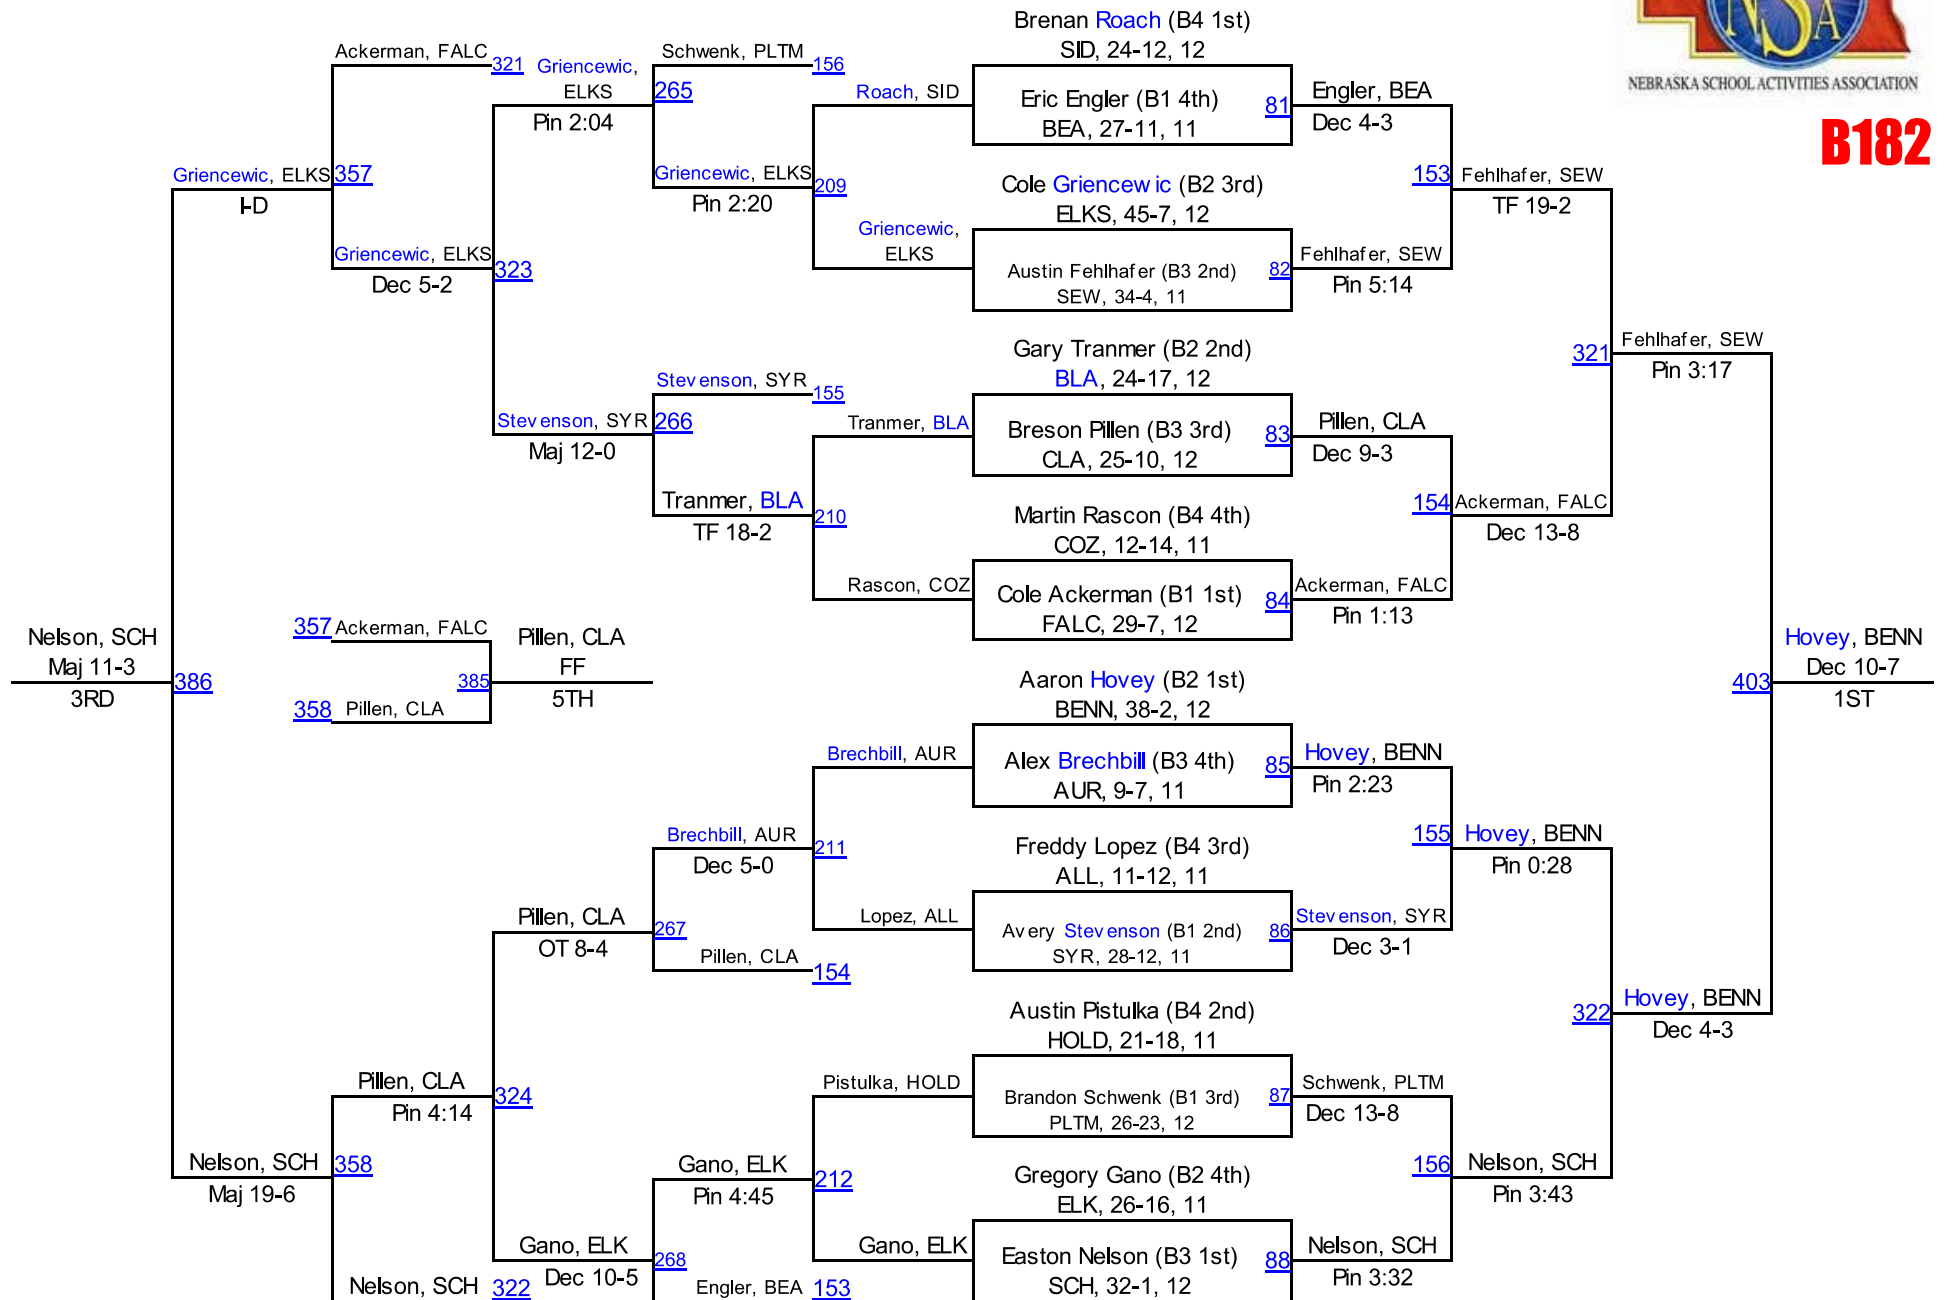 NSA
NEBRASKA SCHOOL ACTIVITIES ASSOCIATION
B182
Brenan Roach (B4 1st)
SID, 24-12, 12
Eric Engler (B1 4th)
BEA, 27-11, 11
81
Cole Griencewic (B2 3rd)
ELKS, 45-7, 12
Austin Fehlhafer (B3 2nd)
SEW, 34-4, 11
82
Gary Tranmer (B2 2nd)
BLA, 24-17, 12
Breson Pillen (B3 3rd)
CLA, 25-10, 12
83
Martin Rascon (B4 4th)
COZ, 12-14, 11
Cole Ackerman (B1 1st)
FALC, 29-7, 12
84
Aaron Hovey (B2 1st)
BENN, 38-2, 12
Alex Brechbill (B3 4th)
AUR, 9-7, 11
85
Freddy Lopez (B4 3rd)
ALL, 11-12, 11
Avery Stevenson (B1 2nd)
SYR, 28-12, 11
86
Austin Pistulka (B4 2nd)
HOLD, 21-18, 11
Brandon Schwenk (B1 3rd)
PLTM, 26-23, 12
87
Gregory Gano (B2 4th)
ELK, 26-16, 11
Easton Nelson (B3 1st)
SCH, 32-1, 12
88
Engler, BEA
Dec 4-3
Fehlhafer, SEW
Pin 5:14
Pillen, CLA
Dec 9-3
Ackerman, FALC
Pin 1:13
Hovey, BENN
Pin 2:23
Stevenson, SYR
Dec 3-1
Schwenk, PLTM
Dec 13-8
Nelson, SCH
Pin 3:32
153
Fehlhafer, SEW
TF 19-2
154
Ackerman, FALC
Dec 13-8
155
Hovey, BENN
Pin 0:28
156
Nelson, SCH
Pin 3:43
321
Fehlhafer, SEW
Pin 3:17
322
Hovey, BENN
Dec 4-3
403
Hovey, BENN
Dec 10-7
1ST
Roach, SID
Griencewic,
ELKS
Tranmer, BLA
Rascon, COZ
Brechbill, AUR
Lopez, ALL
Pistulka, HOLD
Gano, ELK
Schwenk, PLTM
156
209
Griencewic, ELKS
Pin 2:20
Stevenson, SYR
155
210
Tranmer, BLA
TF 18-2
211
Brechbill, AUR
Dec 5-0
Pillen, CLA
154
212
Gano, ELK
Pin 4:45
Engler, BEA
153
265
Griencewic,
ELKS
Pin 2:04
266
Stevenson, SYR
Maj 12-0
267
Pillen, CLA
OT 8-4
268
Gano, ELK
Dec 10-5
Ackerman, FALC
321
323
Griencewic, ELKS
Dec 5-2
324
Pillen, CLA
Pin 4:14
Nelson, SCH
322
357
Griencewic, ELKS
I-D
358
Nelson, SCH
Maj 19-6
357
Ackerman, FALC
358
Pillen, CLA
385
Pillen, CLA
FF
5TH
386
Nelson, SCH
Maj 11-3
3RD